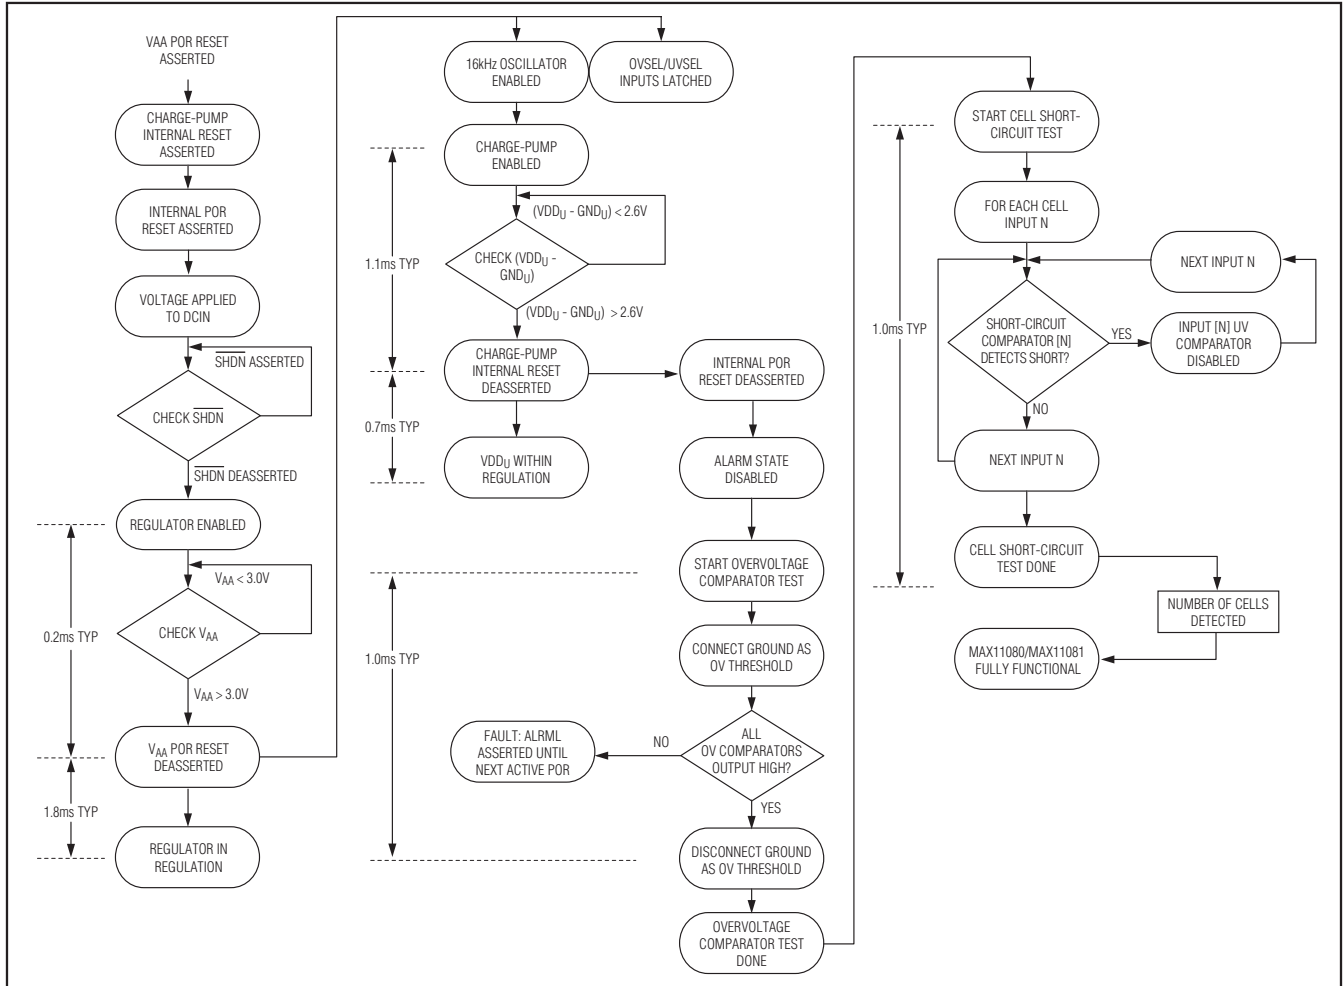 VAA POR RESET
ASSERTED
CHARGE-PUMP
INTERNAL RESET
ASSERTED
INTERNAL POR
RESET ASSERTED
VOLTAGE APPLIED
TO DCIN
SHDN ASSERTED
CHECK SHDN
SHDN DEASSERTED
REGULATOR ENABLED
VAA < 3.0V
CHECK VAA
0.2ms TYP
VAA > 3.0V
VAA POR RESET
DEASSERTED
1.8ms TYP
REGULATOR IN
REGULATION
16kHz OSCILLATOR
ENABLED
OVSEL/UVSEL
INPUTS LATCHED
CHARGE-PUMP
ENABLED
(VDDU - GNDU) < 2.6V
CHECK (VDDU -
GNDU)
1.1ms TYP
(VDDU - GNDU) > 2.6V
CHARGE-PUMP
INTERNAL RESET
DEASSERTED
0.7ms TYP
VDDU WITHIN
REGULATION
INTERNAL POR
RESET DEASSERTED
ALARM STATE
DISABLED
START OVERVOLTAGE
COMPARATOR TEST
1.0ms TYP
CONNECT GROUND AS
OV THRESHOLD
ALL
OV COMPARATORS
OUTPUT HIGH?
NO
FAULT: ALRML
ASSERTED UNTIL
NEXT ACTIVE POR
YES
DISCONNECT GROUND
AS OV THRESHOLD
OVERVOLTAGE
COMPARATOR TEST
DONE
START CELL SHORT-
CIRCUIT TEST
FOR EACH CELL
INPUT N
NEXT INPUT N
1.0ms TYP
SHORT-CIRCUIT
COMPARATOR [N]
DETECTS SHORT?
YES
INPUT [N] UV
COMPARATOR
DISABLED
NO
NEXT INPUT N
CELL SHORT-CIRCUIT
TEST DONE
NUMBER OF CELLS
DETECTED
MAX11080/MAX11081
FULLY FUNCTIONAL